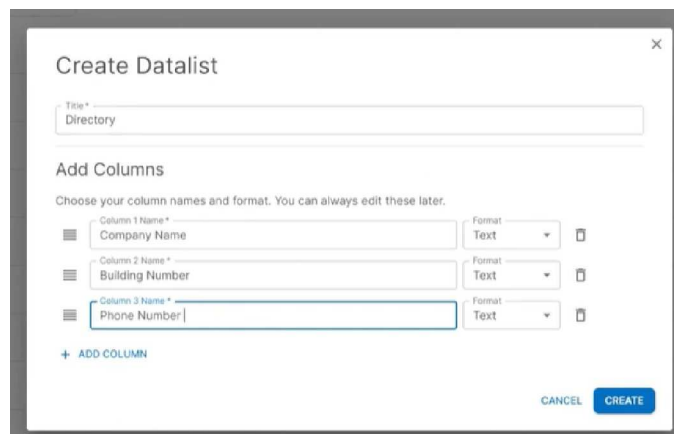 Create Datalist
Title *
Directory
Add Columns
Choose your column names and format. You can always edit these later.
Column 1 Name *
Format
Company Name
Text
Column 2 Name *
Format
Building Number
Text
Column 3 Name *
Format
Phone Number
Text
+ ADD COLUMN
CANCEL
CREATE